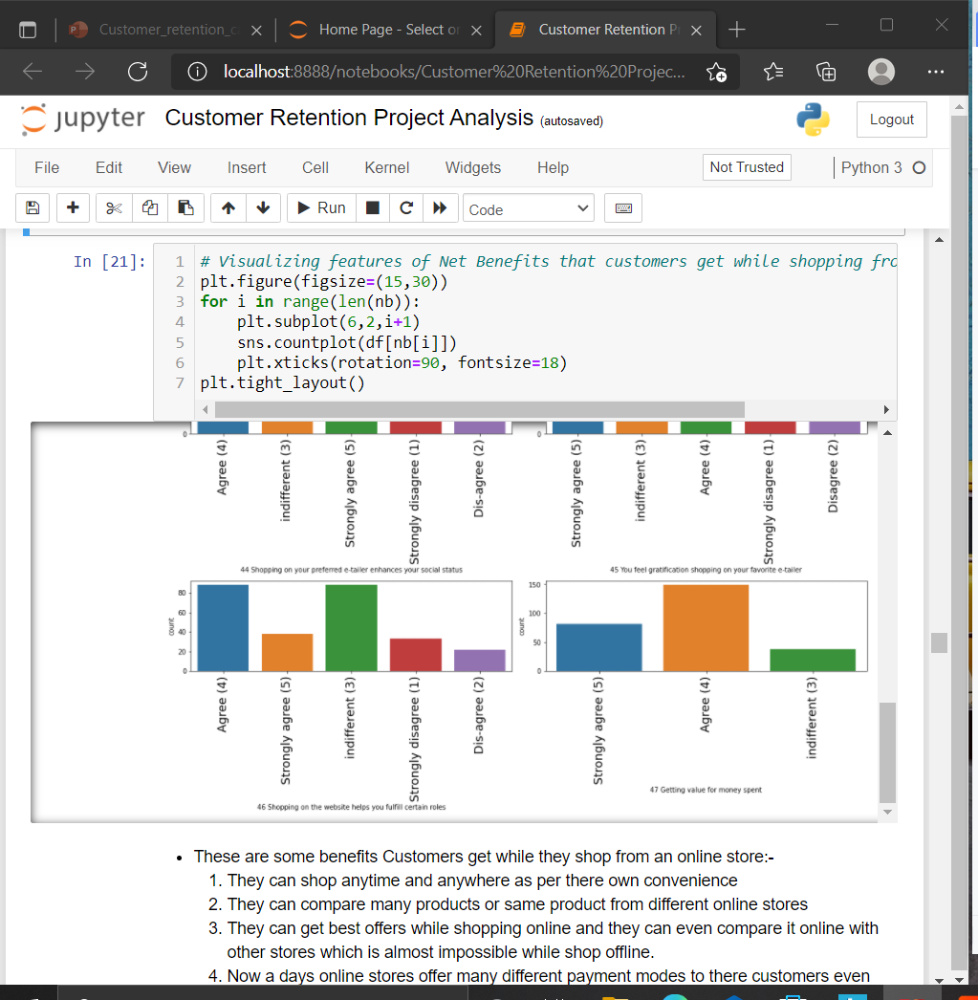 Customer_retention_c
Home Page - Select or
Customer Retention P
localhost:8888/notebooks/Customer%20Retention%20Projec...
jupyter Customer Retention Project Analysis (autosaved)
Logout
File Edit View Insert Cell Kernel Widgets Help
Not Trusted
Python 3
Run
Code
In [21]:
1 # Visualizing features of Net Benefits that customers get while shopping fro
2 plt.figure(figsize=(15,30))
3 for i in range(len(nb)):
4 plt.subplot(6,2,i+1)
5 sns.countplot(df[nb[i]])
6 plt.xticks(rotation=90, fontsize=18)
7 plt.tight_layout()
0
Agree (4)
indifferent (3)
Strongly agree (5)
Strongly disagree (1)
Dis-agree (2)
44 Shopping on your preferred e-tailer enhances your social status
0
Strongly agree (5)
indifferent (3)
Agree (4)
Strongly disagree (1)
Disagree (2)
45 You feel gratification shopping on your favorite e-tailer
80
60
40
20
0
count
Agree (4)
Strongly agree (5)
indifferent (3)
Strongly disagree (1)
Dis-agree (2)
46 Shopping on the website helps you fulfill certain roles
150
100
50
0
count
Strongly agree (5)
Agree (4)
indifferent (3)
47 Getting value for money spent
• These are some benefits Customers get while they shop from an online store:-
1. They can shop anytime and anywhere as per there own convenience
2. They can compare many products or same product from different online stores
3. They can get best offers while shopping online and they can even compare it online with
other stores which is almost impossible while shop offline.
4. Now a days online stores offer many different payment modes to there customers even